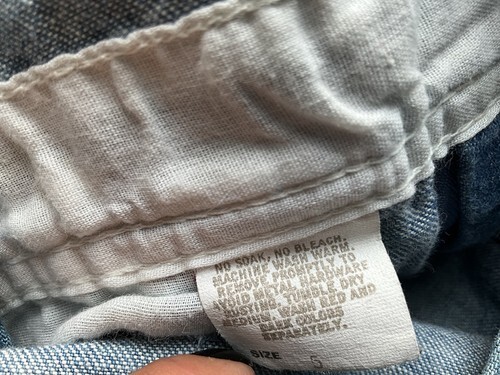 NO SOAK, NO BLEACH,
MACHINE WASH WARM.
REMOVE PROMPTLY TO
AVOID METAL HARDWARE
RUSTING. TUMBLE DRY
MEDIUM. WASH RED AND
DARK COLORS
SEPARATELY.
SIZE 5